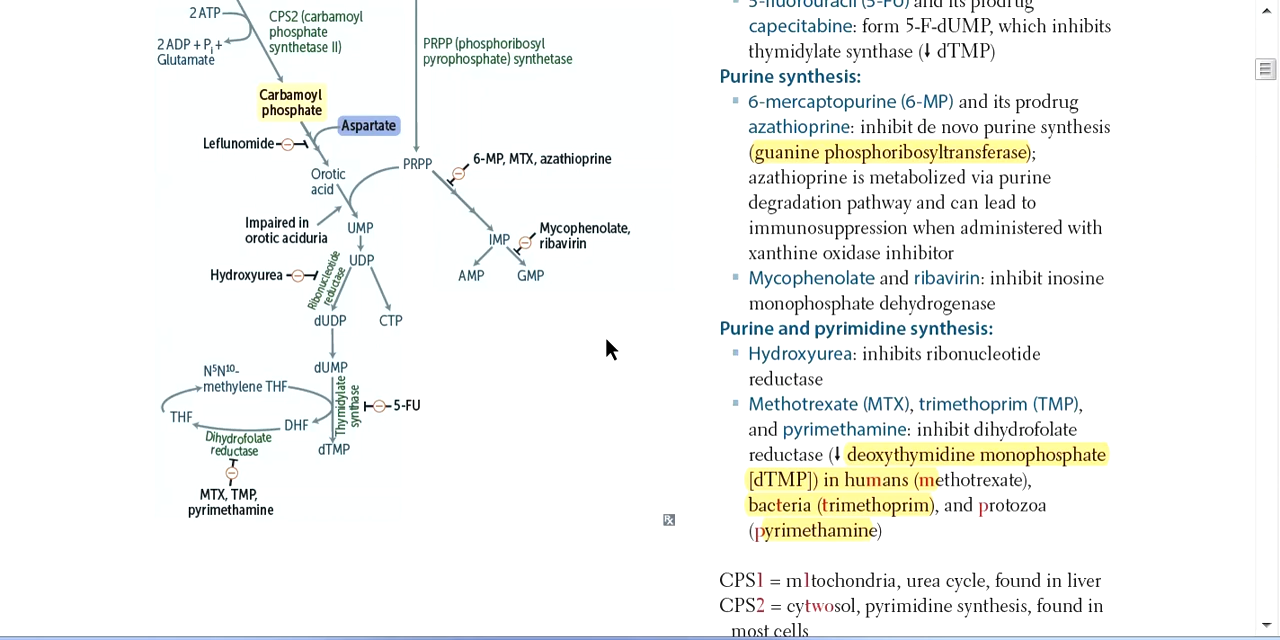 2 ATP
CPS2 (carbamoyl
phosphate
synthetase II)
2 ADP + Pi +
Glutamate
PRPP (phosphoribosyl
pyrophosphate) synthetase
Carbamoyl
phosphate
Aspartate
Leflunomide
Orotic
acid
PRPP
6-MP, MTX, azathioprine
Impaired in
orotic aciduria
UMP
IMP
Mycophenolate,
ribavirin
UDP
Hydroxyurea
Ribonucleotide
reductase
AMP
GMP
dUDP
CTP
dUMP
N5N10-
methylene THF
Thymidylate
synthase
5-FU
THF
DHF
Dihydrofolate
reductase
dTMP
MTX, TMP,
pyrimethamine
Rx
5-fluorouracil (5-FU) and its prodrug
capecitabine: form 5-F-dUMP, which inhibits
thymidylate synthase (⬇ dTMP)
Purine synthesis:
▪ 6-mercaptopurine (6-MP) and its prodrug
azathioprine: inhibit de novo purine synthesis
(guanine phosphoribosyltransferase);
azathioprine is metabolized via purine
degradation pathway and can lead to
immunosuppression when administered with
xanthine oxidase inhibitor
▪ Mycophenolate and ribavirin: inhibit inosine
monophosphate dehydrogenase
Purine and pyrimidine synthesis:
▪ Hydroxyurea: inhibits ribonucleotide
reductase
▪ Methotrexate (MTX), trimethoprim (TMP),
and pyrimethamine: inhibit dihydrofolate
reductase (⬇ deoxythymidine monophosphate
[dTMP]) in humans (methotrexate),
bacteria (trimethoprim), and protozoa
(pyrimethamine)
CPS1 = m1tochondria, urea cycle, found in liver
CPS2 = cytwosol, pyrimidine synthesis, found in
most cells